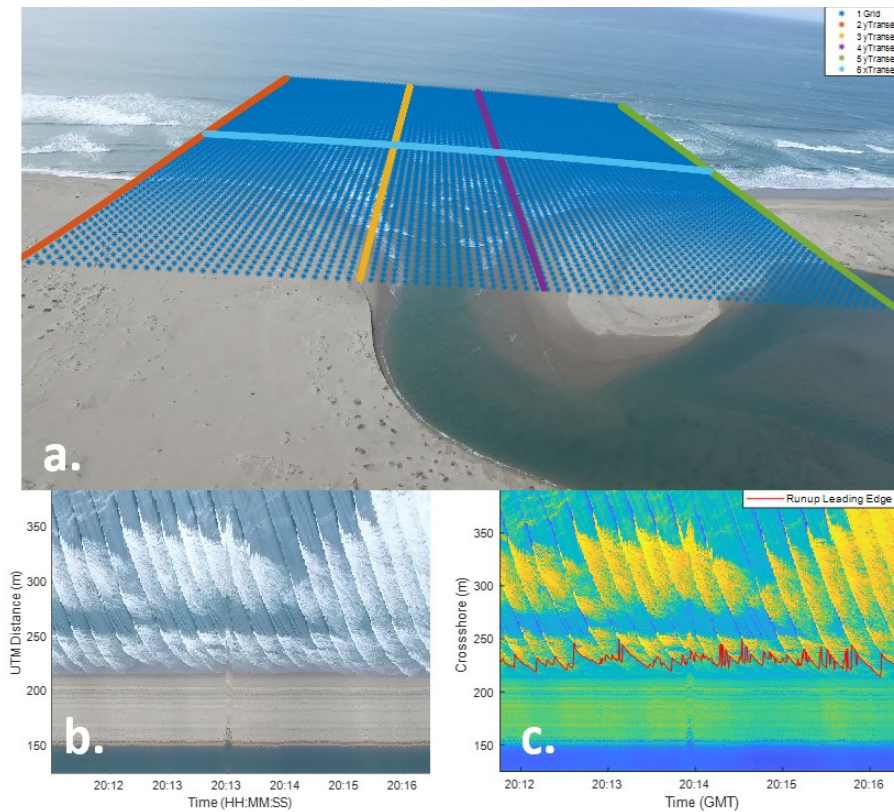 1 Grid
2 yTranse
3 yTranse
4 yTranse
5 yTranse
6 xTranse
a.
350
300
250
200
150
UTM Distance (m)
b.
20:12 20:13 20:13 20:14 20:15 20:16
Time (HH:MM:SS)
Runup Leading Edge
350
300
250
200
150
Crossshore (m)
c.
20:12 20:13 20:14 20:15 20:16
Time (GMT)